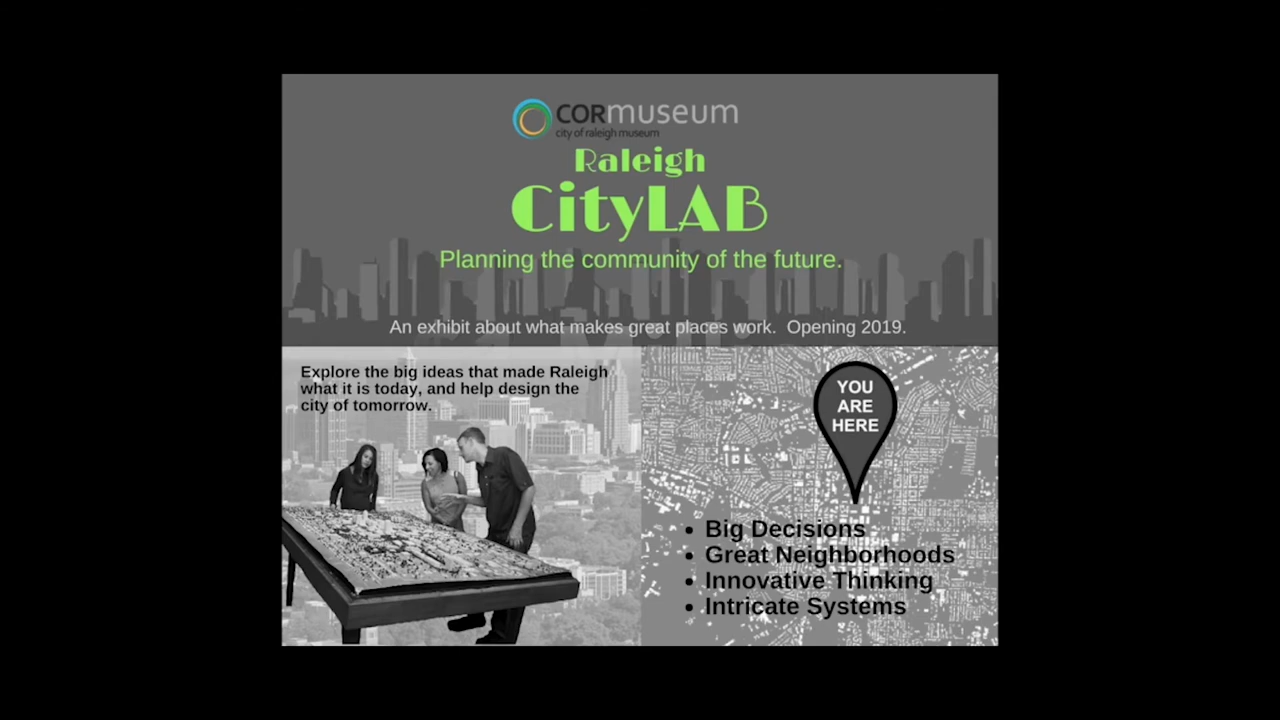 CORmuseum
city of raleigh museum
Raleigh
CityLAB
Planning the community of the future.
An exhibit about what makes great places work. Opening 2019.
Explore the big ideas that made Raleigh
what it is today, and help design the
city of tomorrow.
YOU
ARE
HERE
• Big Decisions
• Great Neighborhoods
• Innovative Thinking
• Intricate Systems